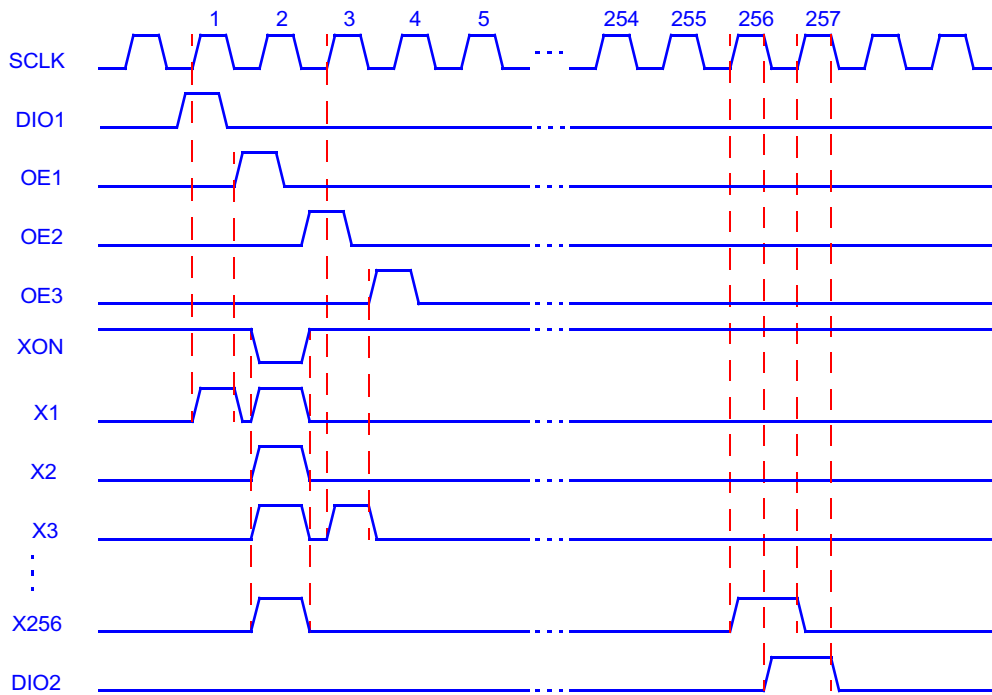 1 2 3 4 5 254 255 256 257
SCLK
DIO1
OE1
OE2
OE3
XON
X1
X2
X3
X256
DIO2